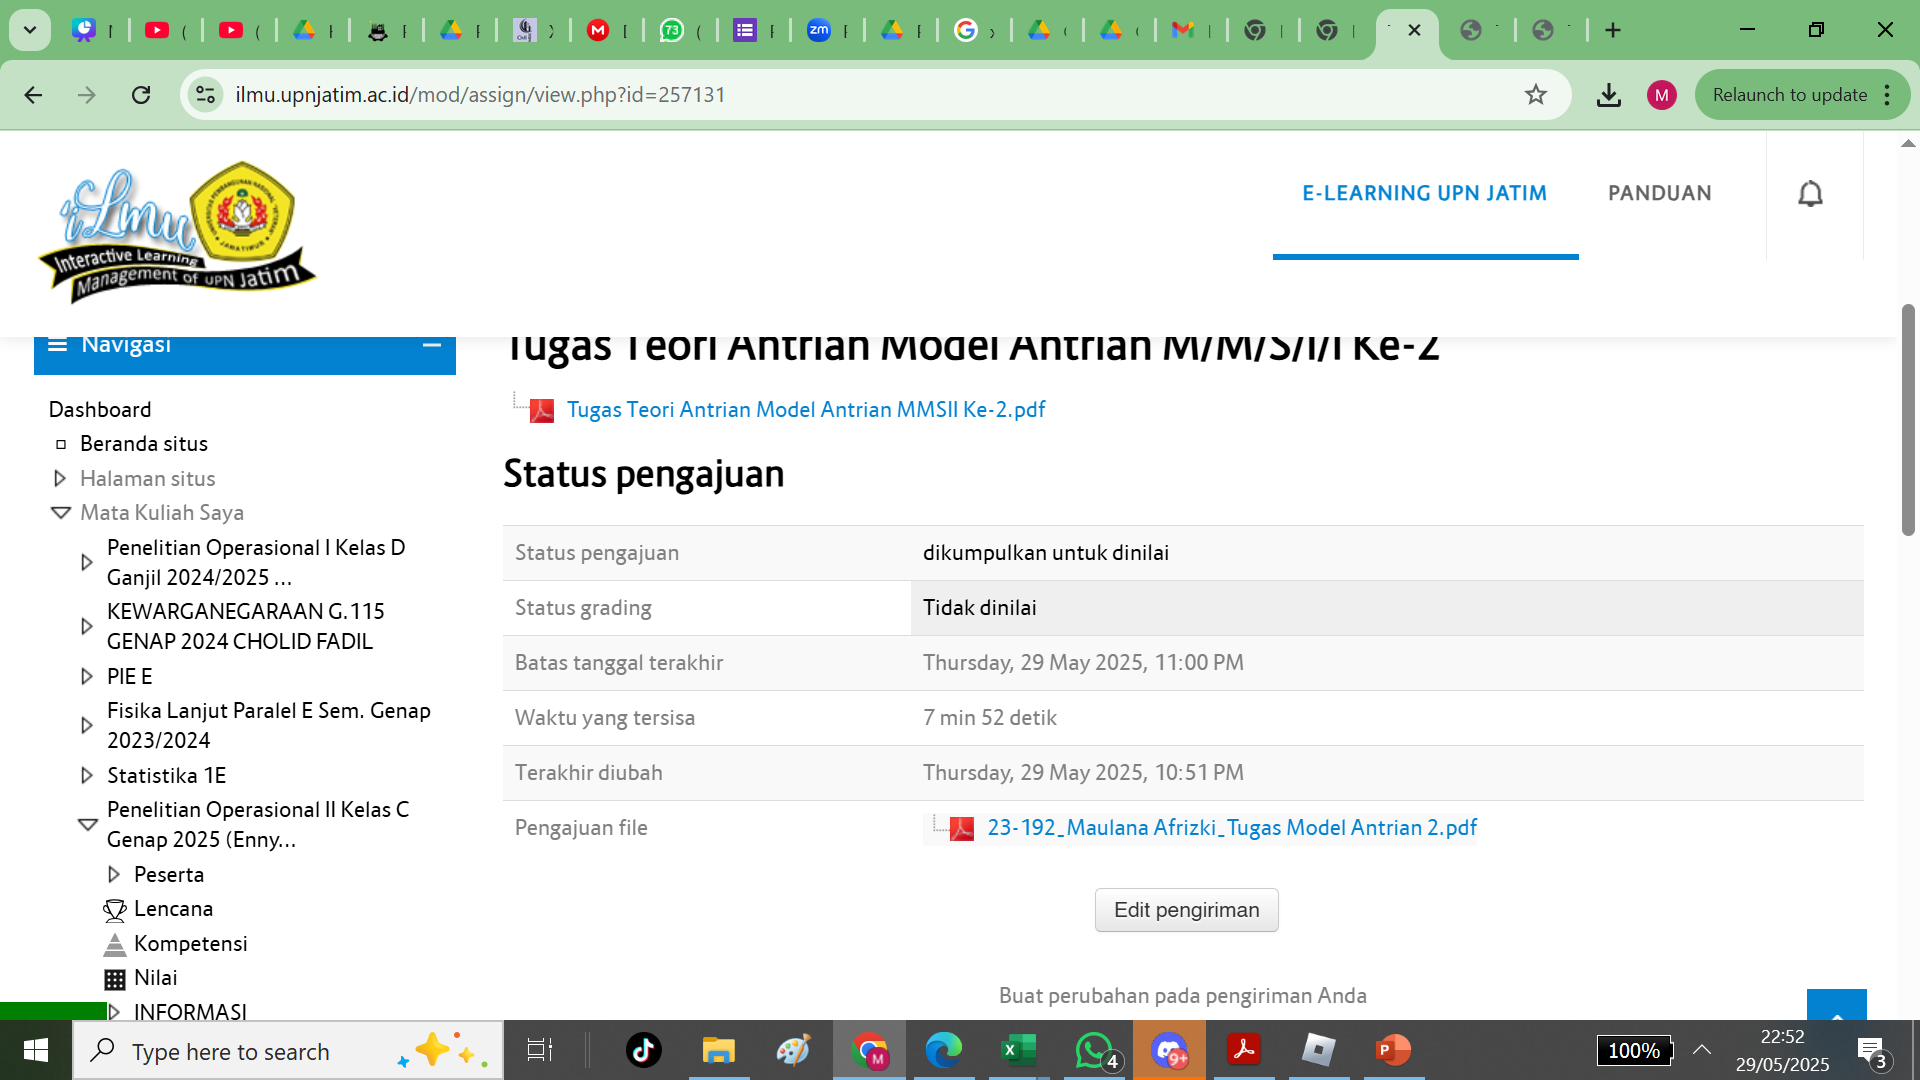 ilmu.upnjatim.ac.id/mod/assign/view.php?id=257131
M
Relaunch to update
'iLmu
Interactive Learning
Management of UPN Jatim
E-LEARNING UPN JATIM
PANDUAN
Navigasi
Dashboard
Beranda situs
Halaman situs
Mata Kuliah Saya
Penelitian Operasional I Kelas D
Ganjil 2024/2025 ...
KEWARGANEGARAAN G.115
GENAP 2024 CHOLID FADIL
PIE E
Fisika Lanjut Paralel E Sem. Genap
2023/2024
Statistika 1E
Penelitian Operasional II Kelas C
Genap 2025 (Enny...
Peserta
Lencana
Kompetensi
Nilai
INFORMASI
Tugas Teori Antrian Model Antrian M/M/S/I/I Ke-2
Tugas Teori Antrian Model Antrian MMSII Ke-2.pdf
Status pengajuan
Status pengajuan dikumpulkan untuk dinilai
Status grading Tidak dinilai
Batas tanggal terakhir Thursday, 29 May 2025, 11:00 PM
Waktu yang tersisa 7 min 52 detik
Terakhir diubah Thursday, 29 May 2025, 10:51 PM
Pengajuan file 23-192_Maulana Afrizki_Tugas Model Antrian 2.pdf
Edit pengiriman
Buat perubahan pada pengiriman Anda
Type here to search
M
4
9+
100%
22:52
29/05/2025
3